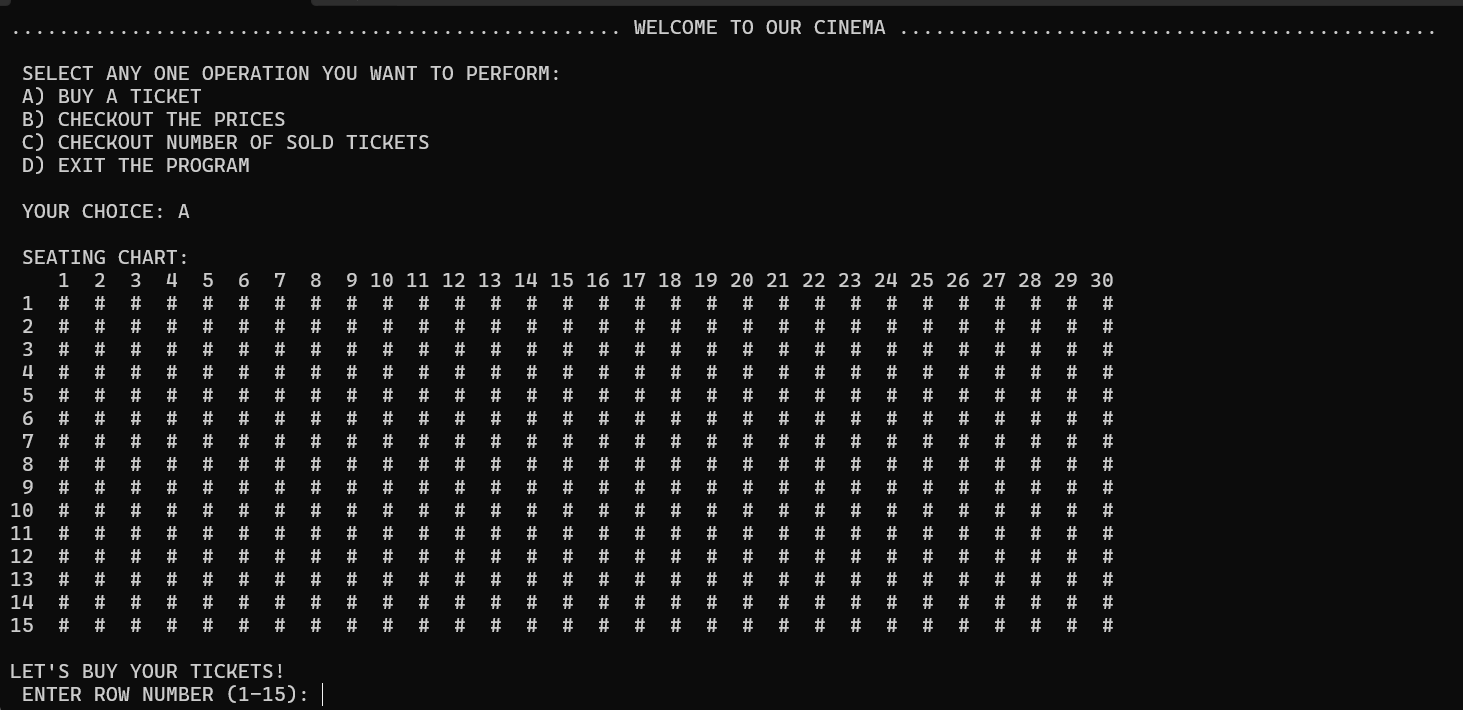 ................................................... WELCOME TO OUR CINEMA .............................................
SELECT ANY ONE OPERATION YOU WANT TO PERFORM:
A) BUY A TICKET
B) CHECKOUT THE PRICES
C) CHECKOUT NUMBER OF SOLD TICKETS
D) EXIT THE PROGRAM
YOUR CHOICE: A
SEATING CHART:
1 2 3 4 5 6 7 8 9 10 11 12 13 14 15 16 17 18 19 20 21 22 23 24 25 26 27 28 29 30
1 # # # # # # # # # # # # # # # # # # # # # # # # # # # # # #
2 # # # # # # # # # # # # # # # # # # # # # # # # # # # # # #
3 # # # # # # # # # # # # # # # # # # # # # # # # # # # # # #
4 # # # # # # # # # # # # # # # # # # # # # # # # # # # # # #
5 # # # # # # # # # # # # # # # # # # # # # # # # # # # # # #
6 # # # # # # # # # # # # # # # # # # # # # # # # # # # # # #
7 # # # # # # # # # # # # # # # # # # # # # # # # # # # # # #
8 # # # # # # # # # # # # # # # # # # # # # # # # # # # # # #
9 # # # # # # # # # # # # # # # # # # # # # # # # # # # # # #
10 # # # # # # # # # # # # # # # # # # # # # # # # # # # # # #
11 # # # # # # # # # # # # # # # # # # # # # # # # # # # # # #
12 # # # # # # # # # # # # # # # # # # # # # # # # # # # # # #
13 # # # # # # # # # # # # # # # # # # # # # # # # # # # # # #
14 # # # # # # # # # # # # # # # # # # # # # # # # # # # # # #
15 # # # # # # # # # # # # # # # # # # # # # # # # # # # # # #
LET'S BUY YOUR TICKETS!
ENTER ROW NUMBER (1-15):